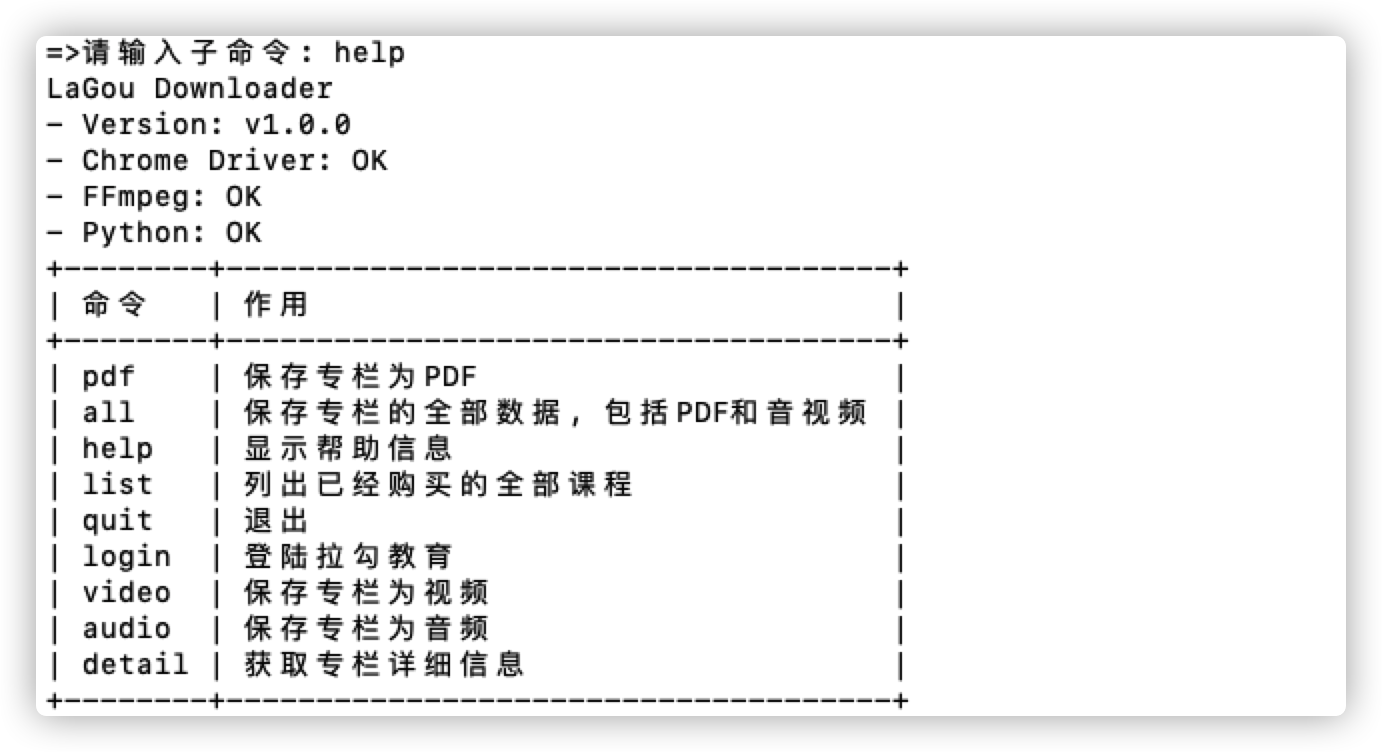 =>请输入子命令: help
LaGou Downloader
- Version: v1.0.0
- Chrome Driver: OK
- FFmpeg: OK
- Python: OK
+--------+-------------------------------------+
| 命令 | 作用 |
+--------+-------------------------------------+
| pdf | 保存专栏为PDF |
| all | 保存专栏的全部数据, 包括PDF和音视频 |
| help | 显示帮助信息 |
| list | 列出已经购买的全部课程 |
| quit | 退出 |
| login | 登陆拉勾教育 |
| video | 保存专栏为视频 |
| audio | 保存专栏为音频 |
| detail | 获取专栏详细信息 |
+--------+-------------------------------------+